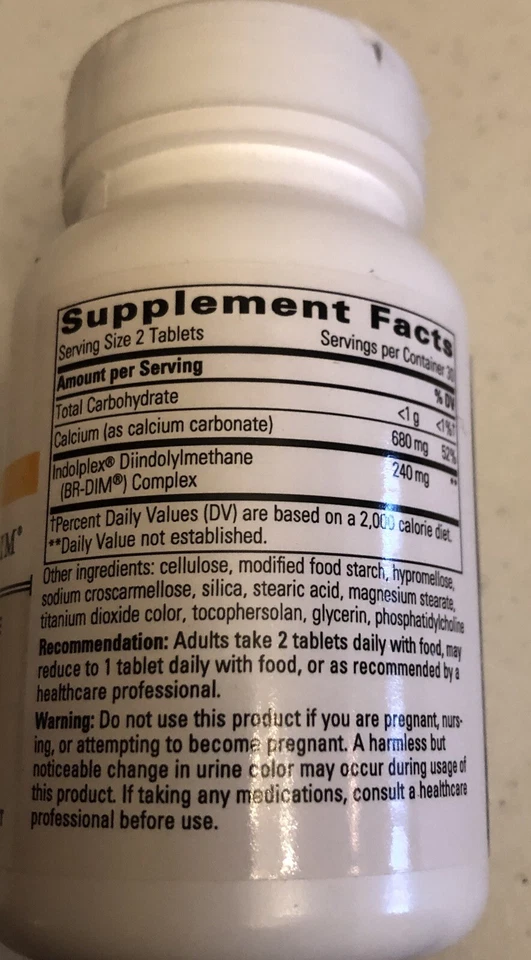 Supplement Facts
Serving Size 2 Tablets Servings per Container 30
Amount per Serving % DV
Total Carbohydrate <1 g <1%†
Calcium (as calcium carbonate) 680 mg 52%
Indolplex® Diindolylmethane 240 mg **
(BR-DIM®) Complex
†Percent Daily Values (DV) are based on a 2,000 calorie diet.
**Daily Value not established.
Other ingredients: cellulose, modified food starch, hypromellose,
sodium croscarmellose, silica, stearic acid, magnesium stearate,
titanium dioxide color, tocophersolan, glycerin, phosphatidylcholine
Recommendation: Adults take 2 tablets daily with food, may
reduce to 1 tablet daily with food, or as recommended by a
healthcare professional.
Warning: Do not use this product if you are pregnant, nurs-
ing, or attempting to become pregnant. A harmless but
noticeable change in urine color may occur during usage of
this product. If taking any medications, consult a healthcare
professional before use.